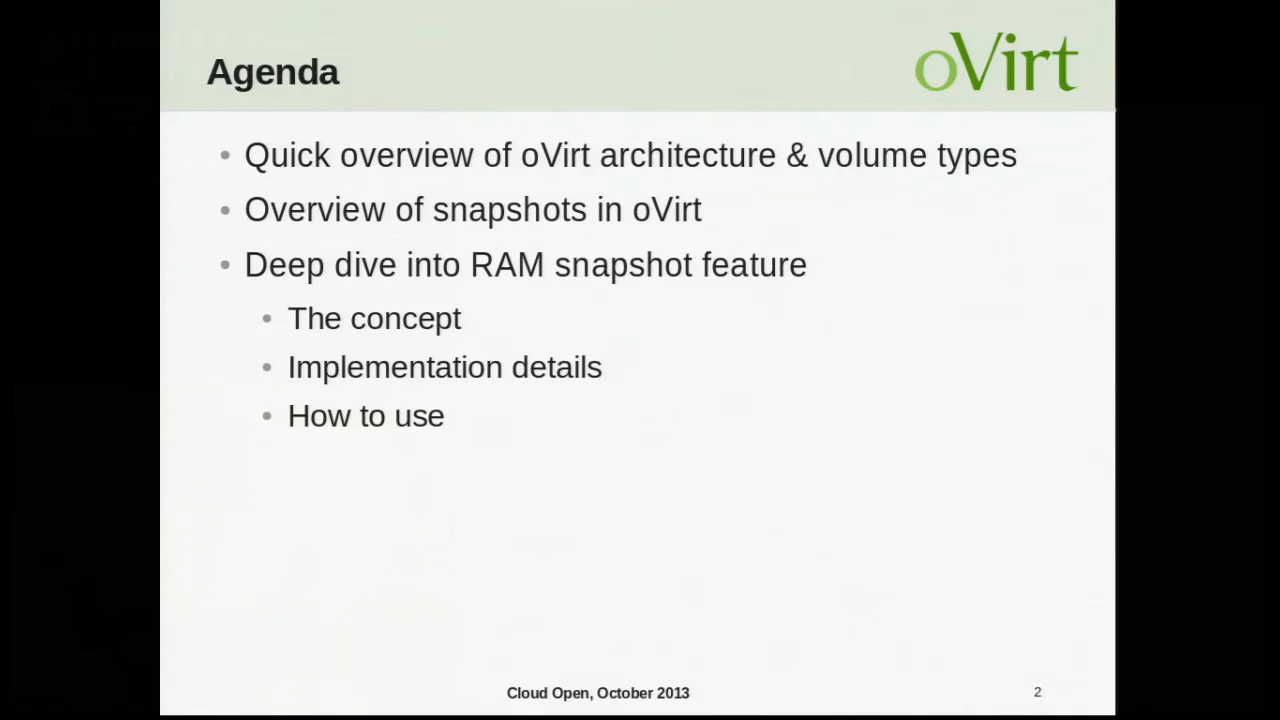 Agenda
oVirt
Quick overview of oVirt architecture & volume types
Overview of snapshots in oVirt
Deep dive into RAM snapshot feature
The concept
Implementation details
How to use
Cloud Open, October 2013
2